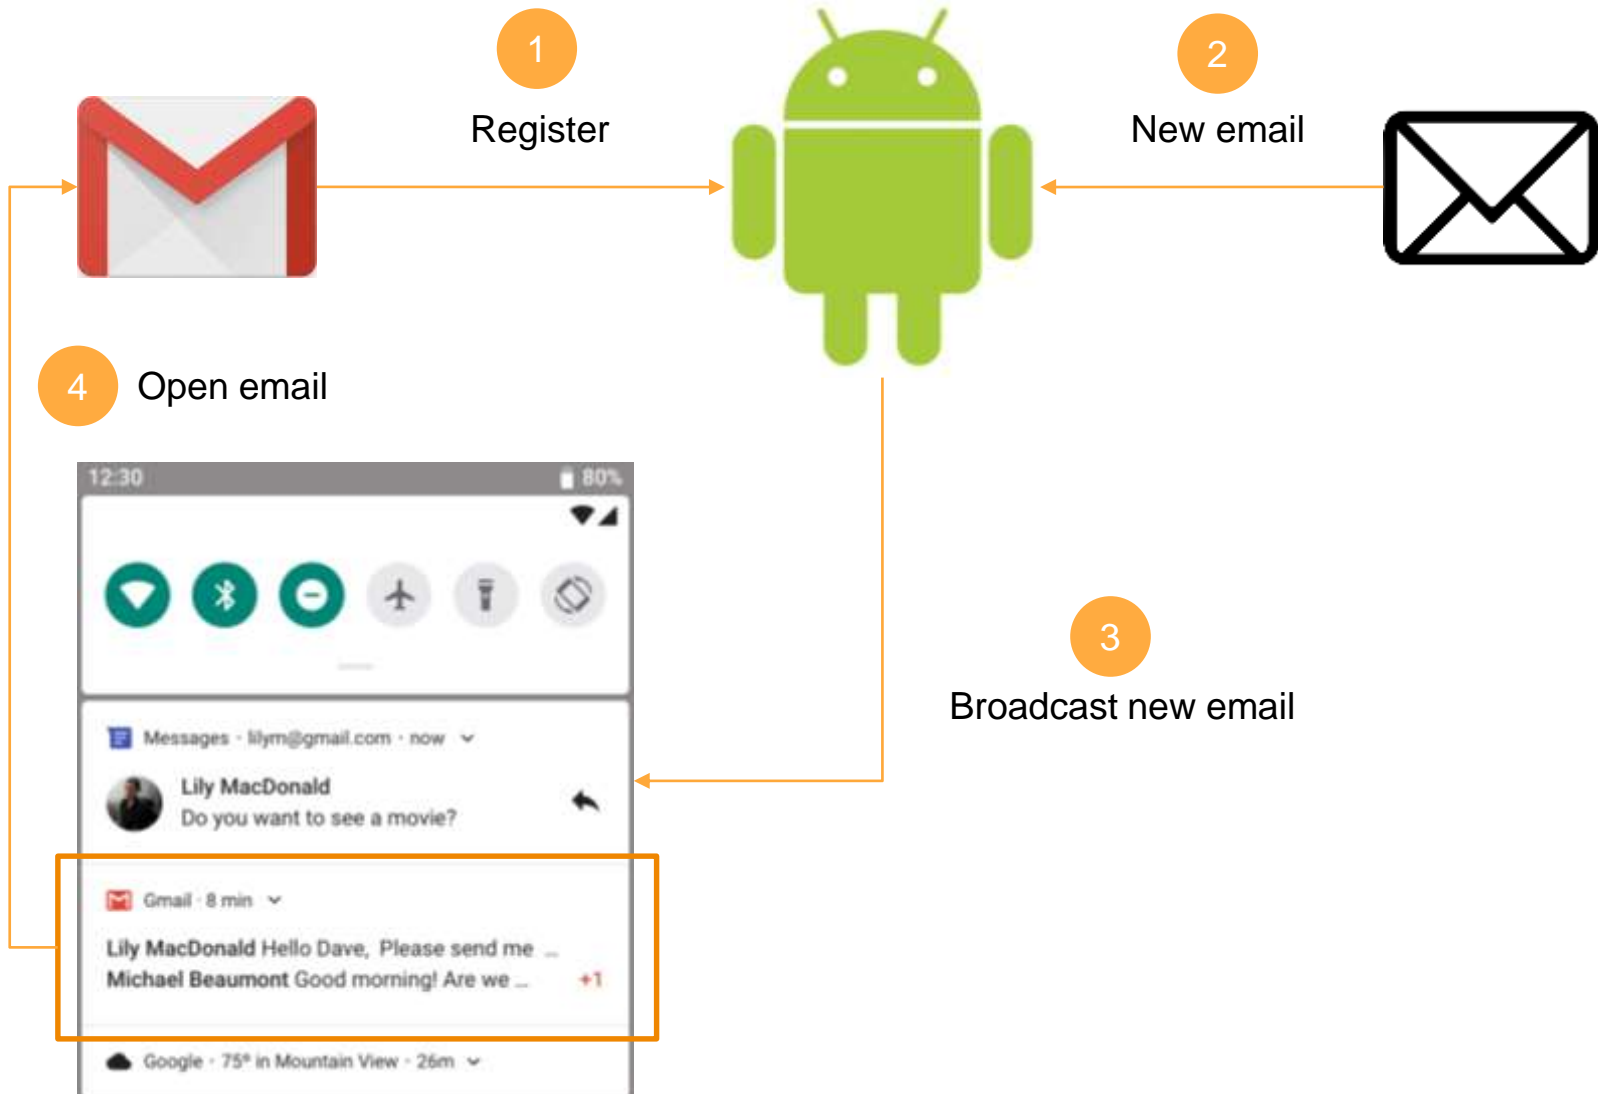 1
Register
2
New email
4
Open email
12:30 80%
Messages · lilym@gmail.com · now
Lily MacDonald
Do you want to see a movie?
Gmail · 8 min
Lily MacDonald Hello Dave, Please send me ...
Michael Beaumont Good morning! Are we ... +1
Google · 75° in Mountain View · 26m
3
Broadcast new email